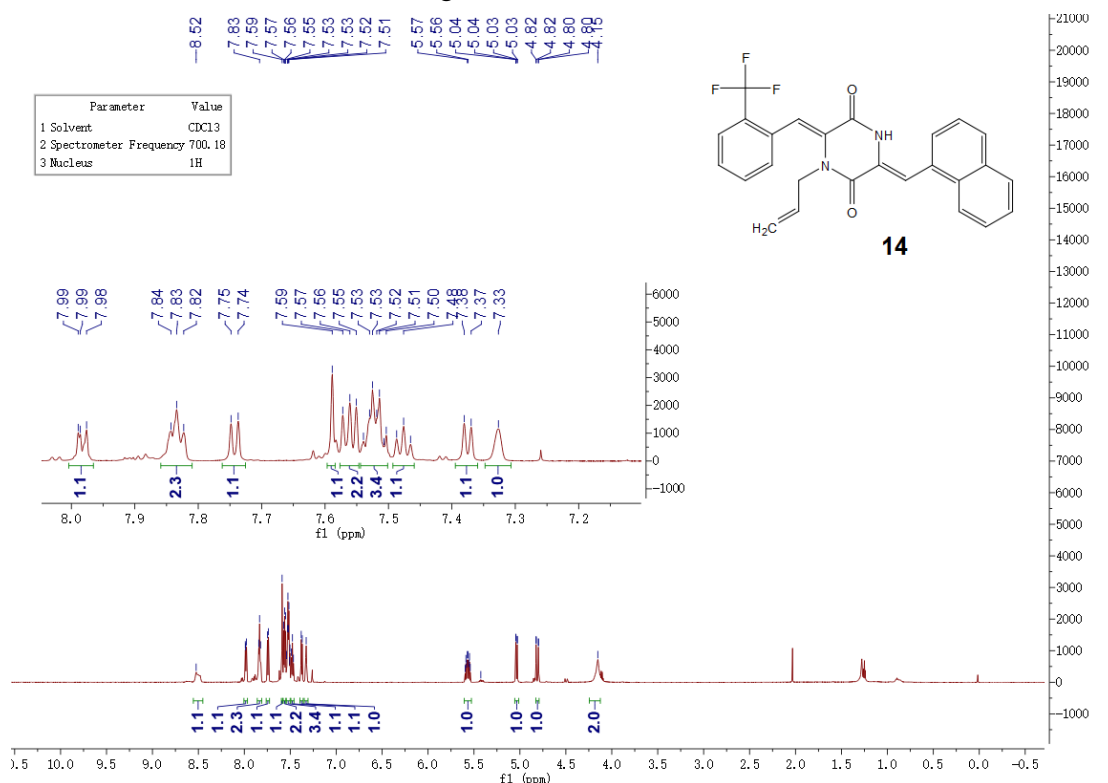 8.52 7.83 7.59 7.57 7.56 7.55 7.53 7.53 7.52 7.51 5.57 5.56 5.04 5.04 5.03 5.03 4.82 4.82 4.80 4.80 4.15
Parameter Value
1 Solvent CDCl3
2 Spectrometer Frequency 700.18
3 Nucleus 1H
F F F O NH N O H2C
14
7.99 7.99 7.98 7.84 7.83 7.82 7.75 7.74 7.59 7.57 7.56 7.55 7.53 7.53 7.52 7.51 7.50 7.48 7.38 7.37 7.33
6000
5000
4000
3000
2000
1000
0
-1000
1.1 2.3 1.1 1.1 2.2 3.4 1.1 1.1 1.0
8.0 7.9 7.8 7.7 7.6 7.5 7.4 7.3 7.2
f1 (ppm)
21000
20000
19000
18000
17000
16000
15000
14000
13000
12000
11000
10000
9000
8000
7000
6000
5000
4000
3000
2000
1000
0
-1000
1.1 1.1 2.3 1.1 1.1 2.2 3.4 1.1 1.1 1.0 1.0 1.0 1.0 2.0
.5 10.0 9.5 9.0 8.5 8.0 7.5 7.0 6.5 6.0 5.5 5.0 4.5 4.0 3.5 3.0 2.5 2.0 1.5 1.0 0.5 0.0 -0.5
f1 (ppm)